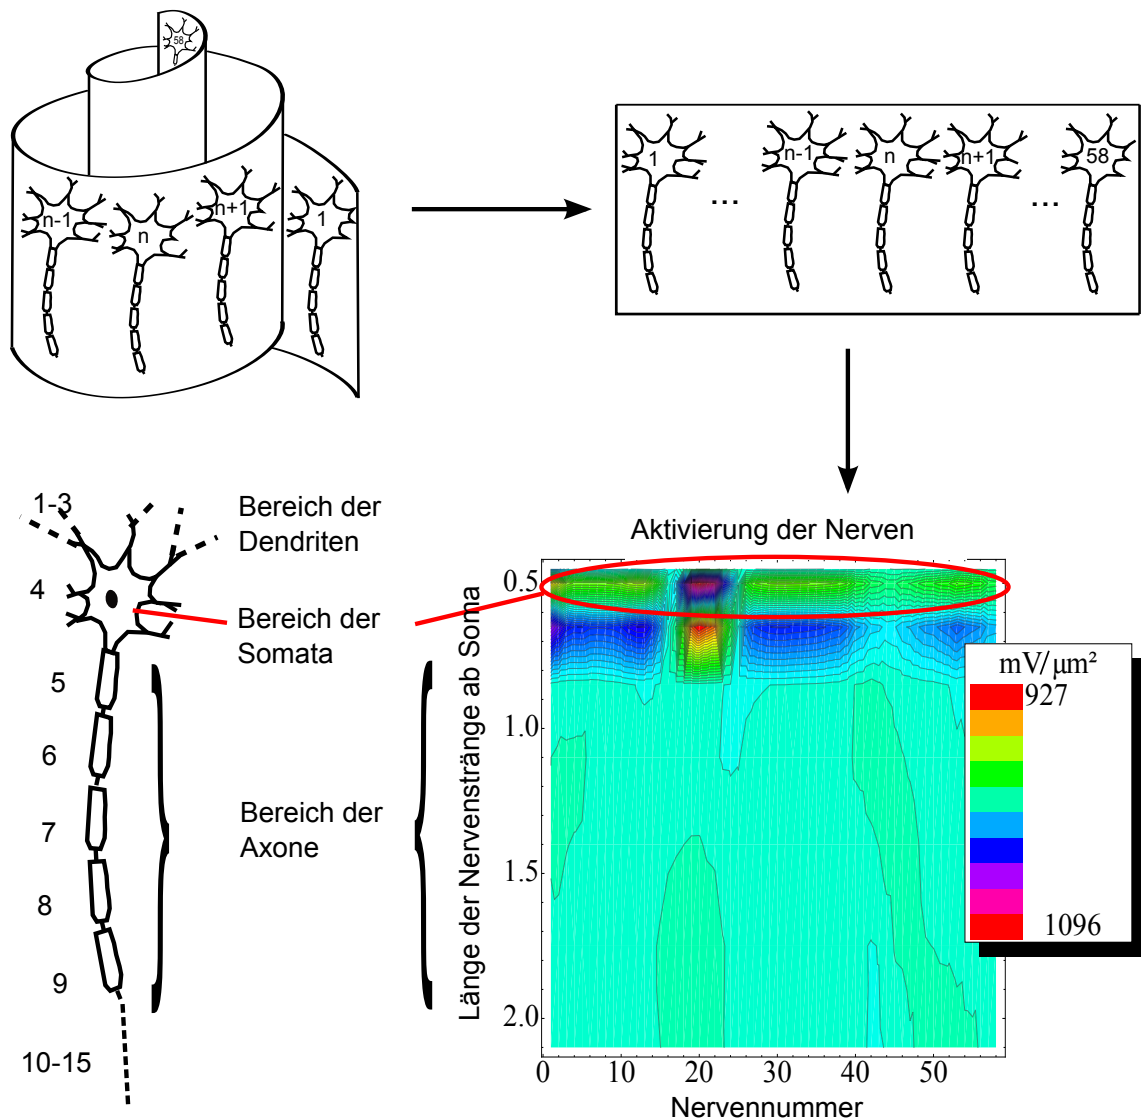 58
n-1
n
n+1
1
1
...
n-1
n
n+1
...
58
1-3
4
5
6
7
8
9
10-15
Bereich der
Dendriten
Bereich der
Somata
Bereich der
Axone
Aktivierung der Nerven
Länge der Nervenstränge ab Soma
0.5
1.0
1.5
2.0
0
10
20
30
40
50
Nervennummer
mV/μm²
927
1096